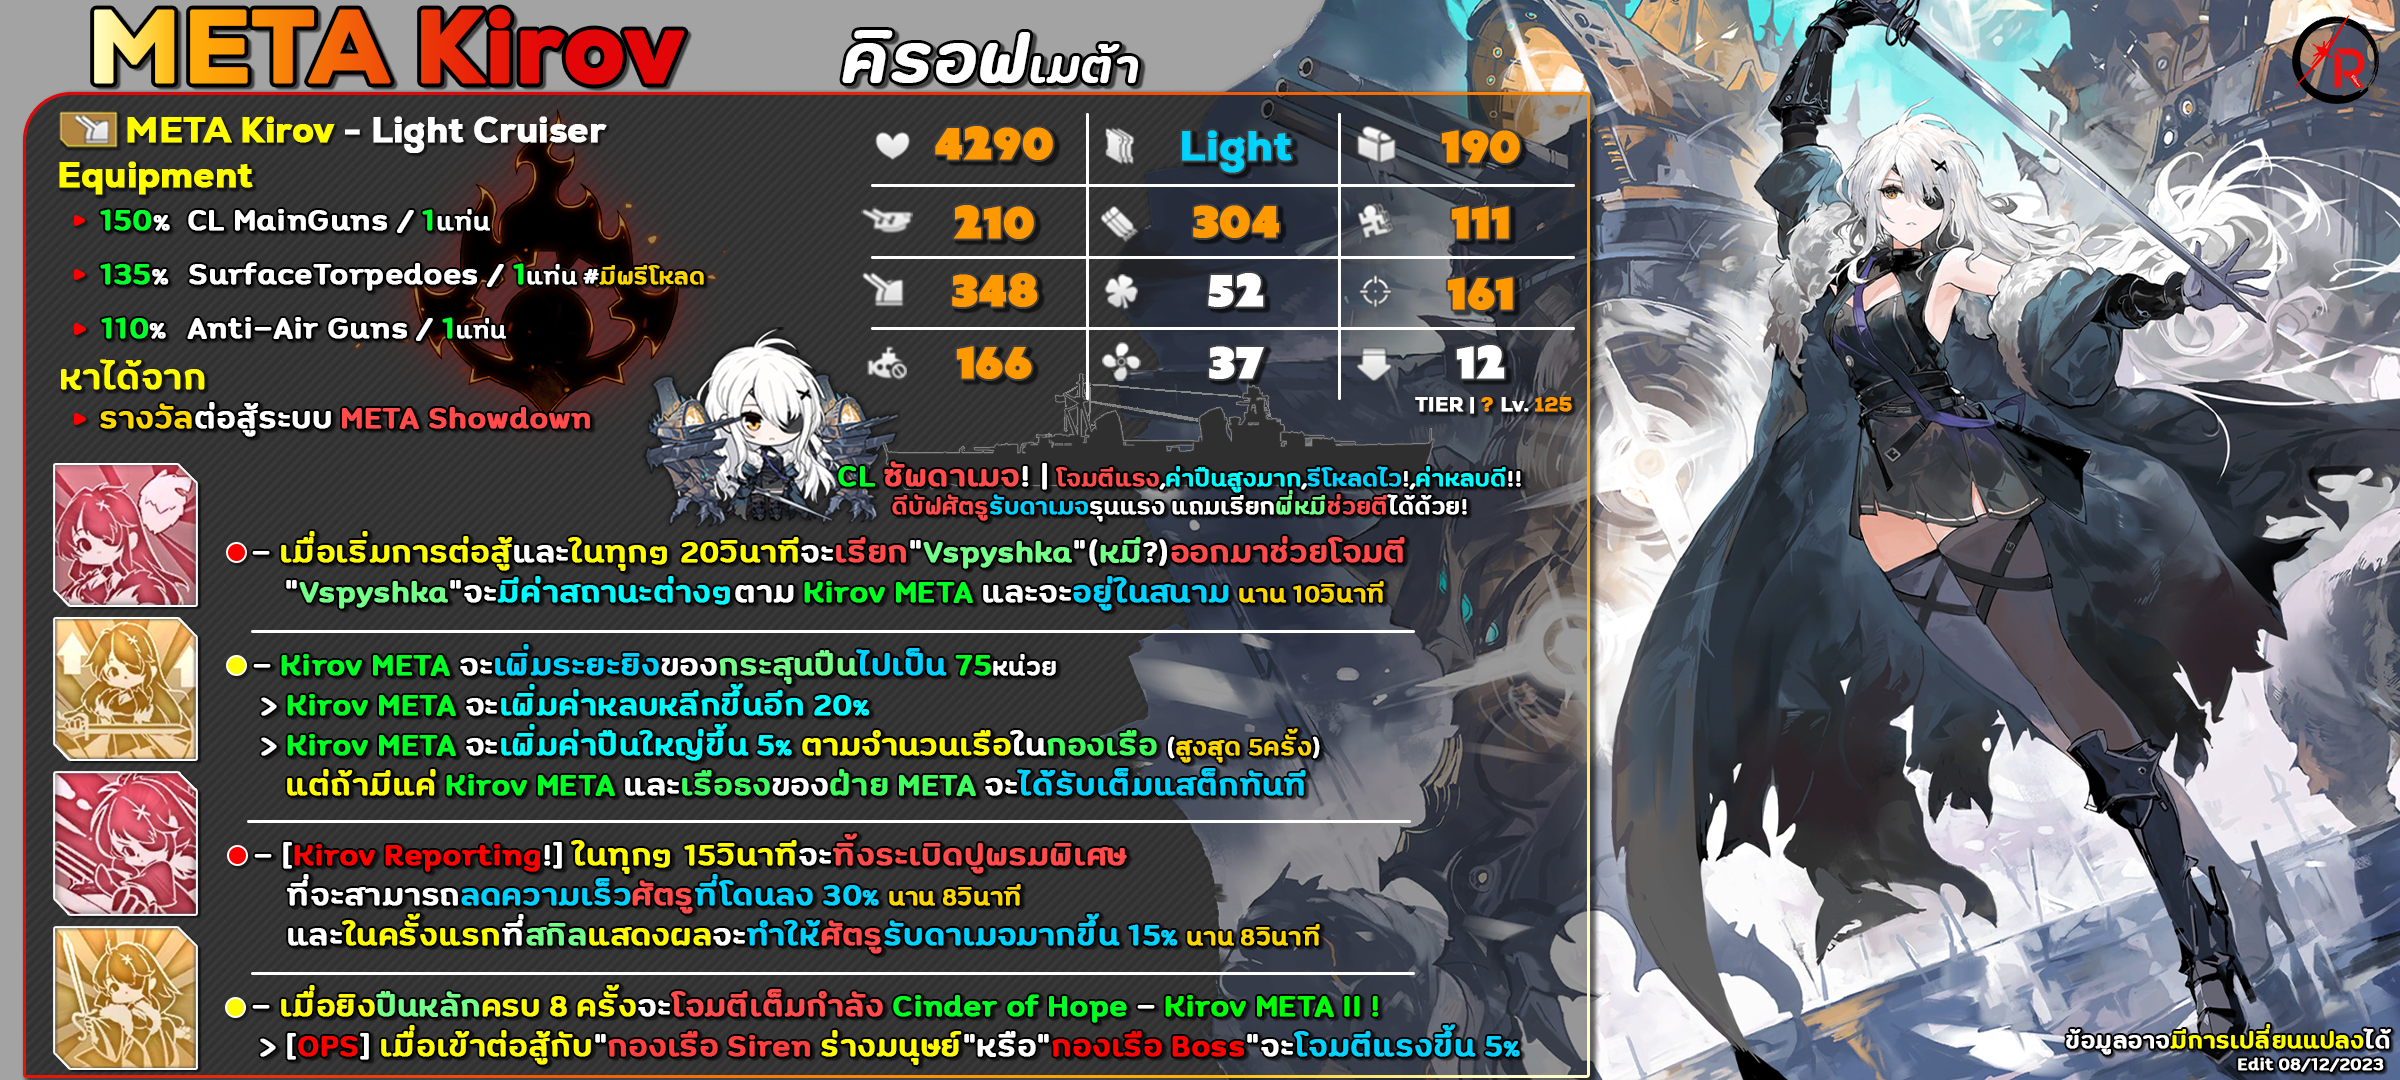 META Kirov
คิรอฟเมต้า
R
META Kirov - Light Cruiser
Equipment
150% CL MainGuns / 1แท่น
135% SurfaceTorpedoes / 1แท่น #มีพรีโหลด
110% Anti-Air Guns / 1แท่น
หาได้จาก
รางวัลต่อสู้ระบบ META Showdown
4290 Light 190
210 304 111
348 52 161
166 37 12
TIER | ? Lv. 125
CL ซัพดาเมจ! | โจมตีแรง,ค่าปืนสูงมาก,รีโหลดไว!,ค่าหลบดี!!
ดีบัฟศัตรูรับดาเมจรุนแรง แถมเรียกพี่หมีช่วยตีได้ด้วย!
- เมื่อเริ่มการต่อสู้และในทุกๆ 20วินาทีจะเรียก"Vspyshka"(หมี?)ออกมาช่วยโจมตี
"Vspyshka"จะมีค่าสถานะต่างๆตาม Kirov META และจะอยู่ในสนาม นาน 10วินาที
- Kirov META จะเพิ่มระยะยิงของกระสุนปืนไปเป็น 75หน่วย
> Kirov META จะเพิ่มค่าหลบหลีกขึ้นอีก 20%
> Kirov META จะเพิ่มค่าปืนใหญ่ขึ้น 5% ตามจำนวนเรือในกองเรือ (สูงสุด 5ครั้ง)
แต่ถ้ามีแค่ Kirov META และเรือธงของฝ่าย META จะได้รับเต็มแสต็กทันที
- [Kirov Reporting!] ในทุกๆ 15วินาทีจะทิ้งระเบิดปูพรมพิเศษ
ที่จะสามารถลดความเร็วศัตรูที่โดนลง 30% นาน 8วินาที
และในครั้งแรกที่สกิลแสดงผลจะทำให้ศัตรูรับดาเมจมากขึ้น 15% นาน 8วินาที
- เมื่อยิงปืนหลักครบ 8 ครั้งจะโจมตีเต็มกำลัง Cinder of Hope - Kirov META II !
> [OPS] เมื่อเข้าต่อสู้กับ"กองเรือ Siren ร่างมนุษย์"หรือ"กองเรือ Boss"จะโจมตีแรงขึ้น 5%
ข้อมูลอาจมีการเปลี่ยนแปลงได้
Edit 08/12/2023